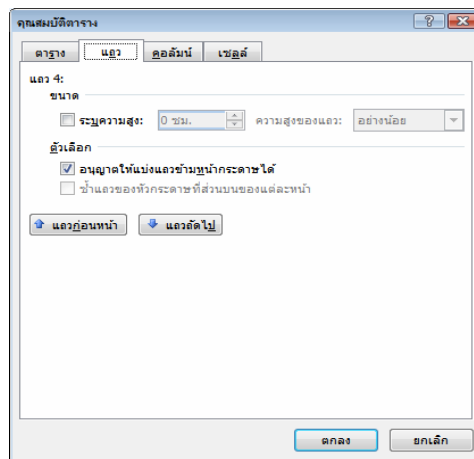 คุณสมบัติตาราง
ตาราง แถว คอลัมน์ เซลล์
แถว 4:
ขนาด
ระบุความสูง: 0 ซม. ความสูงของแถว: อย่างน้อย
ตัวเลือก
อนุญาตให้แบ่งแถวข้ามหน้ากระดาษได้
ซ้ำแถวของหัวกระดาษที่ส่วนบนของแต่ละหน้า
แถวก่อนหน้า แถวถัดไป
ตกลง ยกเลิก